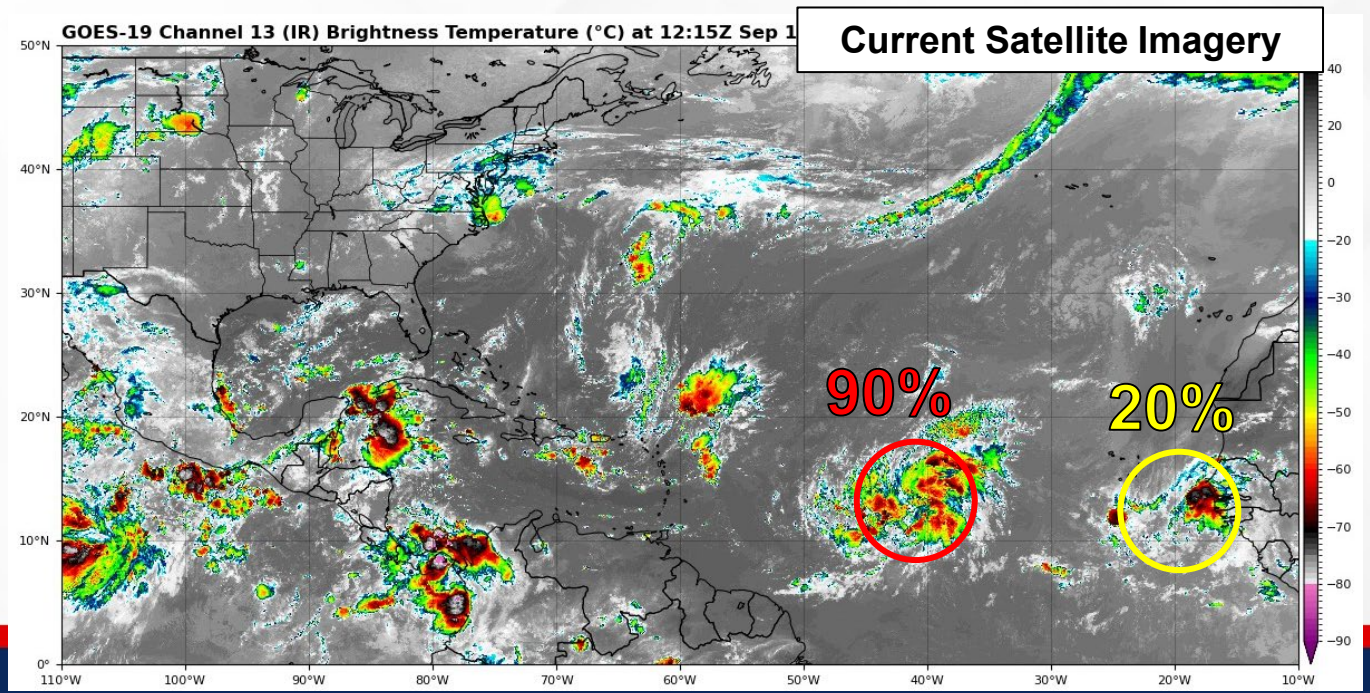 GOES-19 Channel 13 (IR) Brightness Temperature (°C) at 12:15Z Sep 1
Current Satellite Imagery
50°N
40°N
30°N
20°N
10°N
0°
110°W
100°W
90°W
80°W
70°W
60°W
50°W
40°W
30°W
20°W
10°W
90%
20%
40
20
0
−20
−30
−40
−50
−60
−70
−80
−90